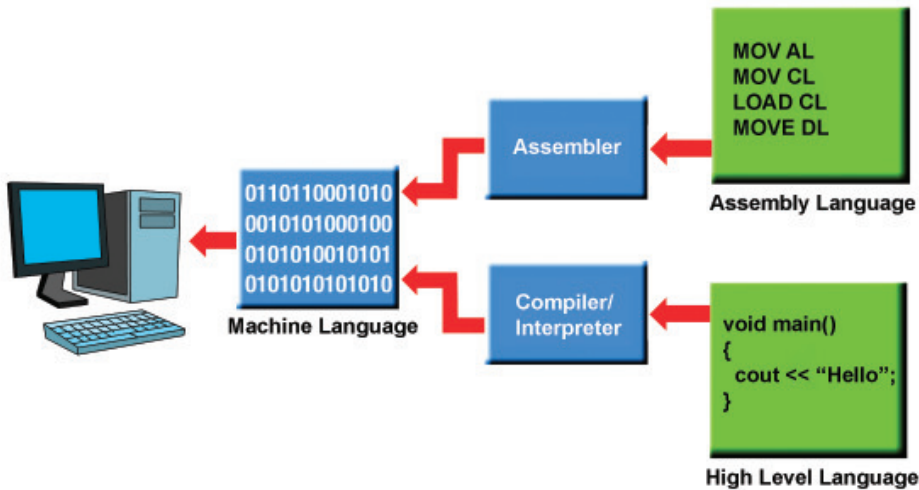 MOV AL
MOV CL
LOAD CL
MOVE DL
Assembly Language
Assembler
0110110001010
0010101000100
0101010010101
0101010101010
Machine Language
Compiler/
Interpreter
void main()
{
cout << “Hello”;
}
High Level Language